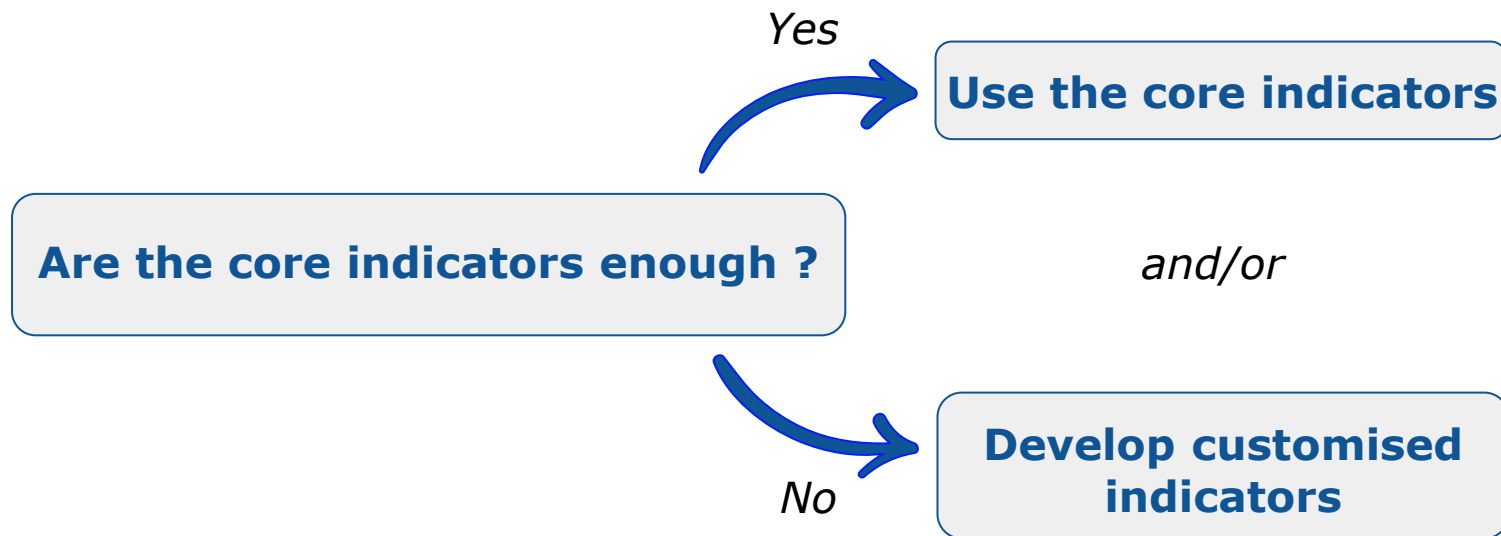 Yes
Use the core indicators
Are the core indicators enough ?
and/or
Develop customised
indicators
No